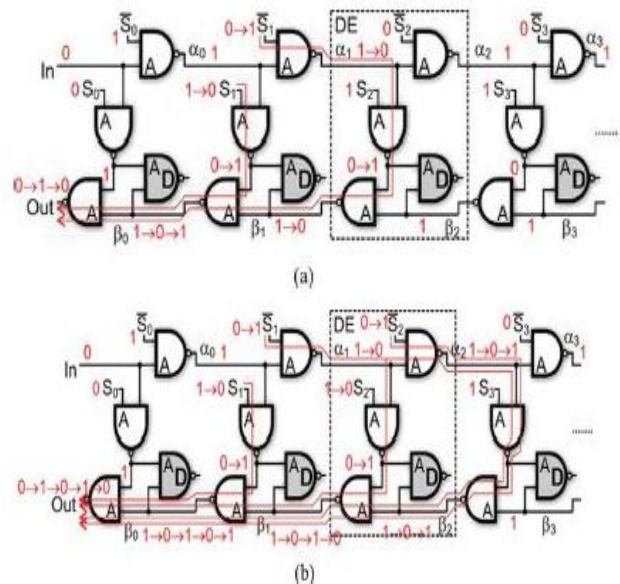 0→1 DE
S̅₀ S̅₁ S̅₂ S̅₃
0 1 α₀ 1 α₁ 1→0 0 α₂ 1 0 α₃
In A A A A 1
0 S₀ 1→0 S₁ 1 S₂ 1 S₃
A A A A
0→1 0→1 0 ........
0→1→0 1 A D A D A D
Out A A A A
β₀ 1→0→1 β₁ 1→0 β₂ 1 β₃
(a)
0→1 DE 0→1
S̅₀ S̅₁ S̅₂ S̅₃
0 1 α₀ 1 α₁ 1→0 α₂ 1→0→1 0 α₃
In A A A A 1
0 S₀ 1→0 S₁ 1→0 S₂ 1 S₃
A A A A
0→1 0→1 ........
0→1→0→1→0 1 A D A D A D
Out A A A A
β₀ 1→0→1→0→1 β₁ 1→0→1→0 β₂ 1→0→1 1 β₃
(b)